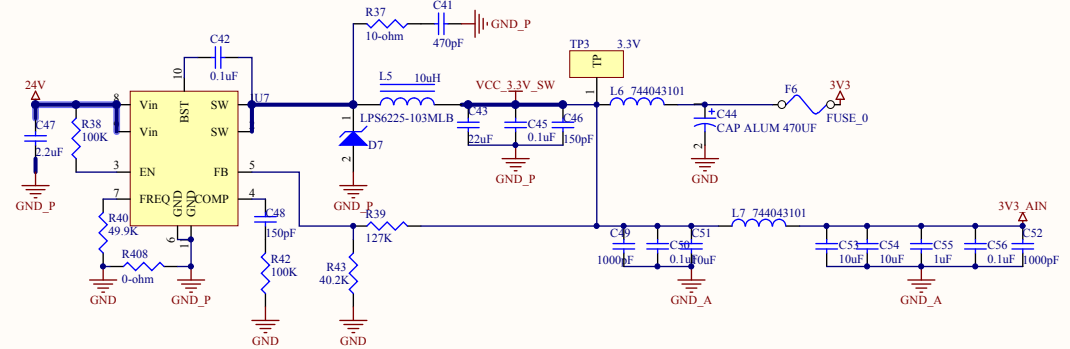 R37
10-ohm
C41
470pF
GND_P
C42
0.1uF
10
TP3
3.3V
TP
1
24V
8
Vin
Vin
BST
SW
SW
U7
L5
10uH
LPS6225-103MLB
VCC_3.3V_SW
L6 744043101
F6
3V3
FUSE_0
C47
2.2uF
GND_P
R38
100K
3
EN
FB
5
1
D7
2
GND_P
C43
22uF
C45
0.1uF
C46
150pF
GND_P
+
C44
CAP ALUM 470UF
2
GND
7
FREQ
GND
GND
COMP
4
6
1
R40
49.9K
R408
0-ohm
GND
GND_P
C48
150pF
R42
100K
GND
R39
127K
R43
40.2K
GND
C49
1000pF
C50
0.1uF
C51
10uF
GND_A
L7 744043101
3V3_AIN
C53
10uF
C54
10uF
C55
1uF
C56
0.1uF
C52
1000pF
GND_A